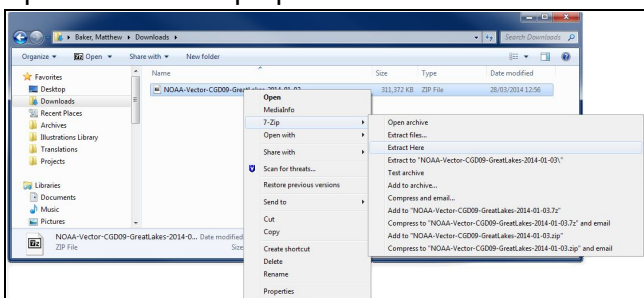 Baker, Matthew ▸ Downloads ▸
Search Downloads
Organize ▾ Open ▾ Share with ▾ New folder
Name Size Type Date modified
Favorites
Desktop
Downloads
Recent Places
Archives
Illustrations Library
Translations
Projects
Libraries
Documents
Music
Pictures
NOAA-Vector-CGD09-GreatLakes-2014-01-03 311,372 KB ZIP File 28/03/2014 12:56
Open
MediaInfo
7-Zip
Open with
Share with
Scan for threats...
Restore previous versions
Send to
Cut
Copy
Create shortcut
Delete
Rename
Properties
Open archive
Extract files...
Extract Here
Extract to "NOAA-Vector-CGD09-GreatLakes-2014-01-03\"
Test archive
Add to archive...
Compress and email...
Add to "NOAA-Vector-CGD09-GreatLakes-2014-01-03.7z"
Compress to "NOAA-Vector-CGD09-GreatLakes-2014-01-03.7z" and email
Add to "NOAA-Vector-CGD09-GreatLakes-2014-01-03.zip"
Compress to "NOAA-Vector-CGD09-GreatLakes-2014-01-03.zip" and email
NOAA-Vector-CGD09-GreatLakes-2014-0... Date modified
ZIP File Size